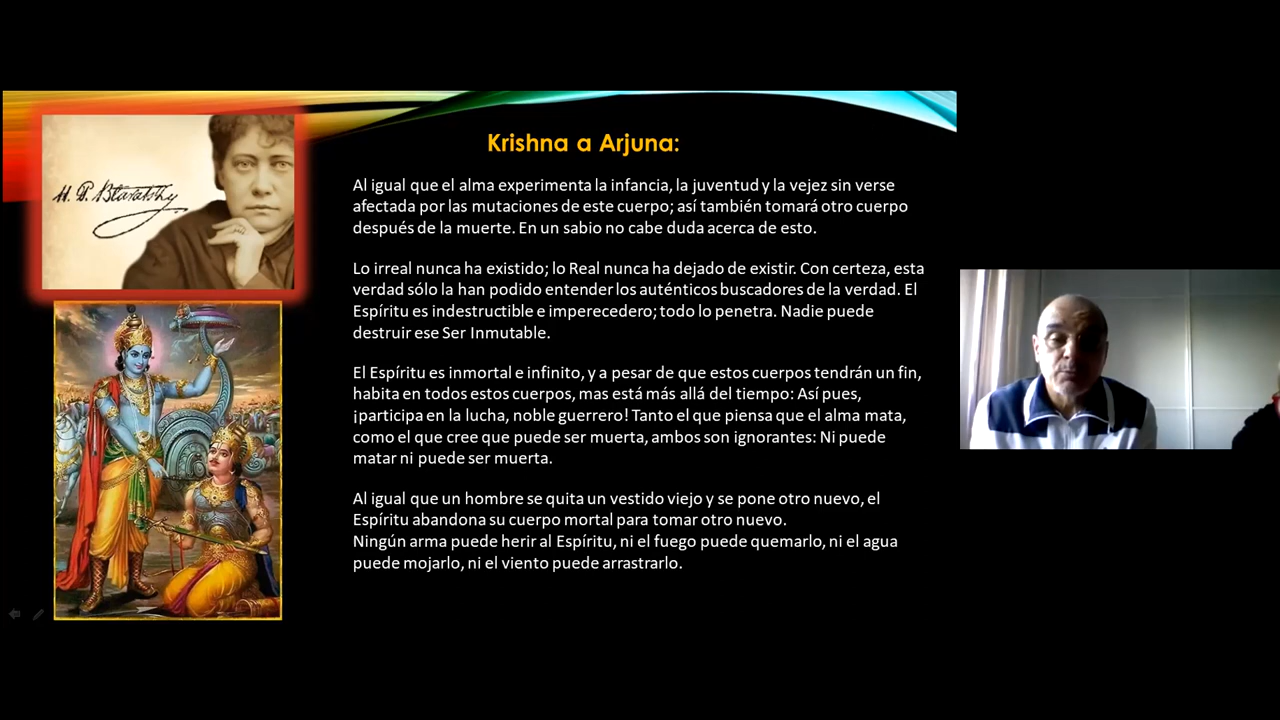 H. P. Blavatsky
Krishna a Arjuna:
Al igual que el alma experimenta la infancia, la juventud y la vejez sin verse
afectada por las mutaciones de este cuerpo; así también tomará otro cuerpo
después de la muerte. En un sabio no cabe duda acerca de esto.
Lo irreal nunca ha existido; lo Real nunca ha dejado de existir. Con certeza, esta
verdad sólo la han podido entender los auténticos buscadores de la verdad. El
Espíritu es indestructible e imperecedero; todo lo penetra. Nadie puede
destruir ese Ser Inmutable.
El Espíritu es inmortal e infinito, y a pesar de que estos cuerpos tendrán un fin,
habita en todos estos cuerpos, mas está más allá del tiempo: Así pues,
¡participa en la lucha, noble guerrero! Tanto el que piensa que el alma mata,
como el que cree que puede ser muerta, ambos son ignorantes: Ni puede
matar ni puede ser muerta.
Al igual que un hombre se quita un vestido viejo y se pone otro nuevo, el
Espíritu abandona su cuerpo mortal para tomar otro nuevo.
Ningún arma puede herir al Espíritu, ni el fuego puede quemarlo, ni el agua
puede mojarlo, ni el viento puede arrastrarlo.